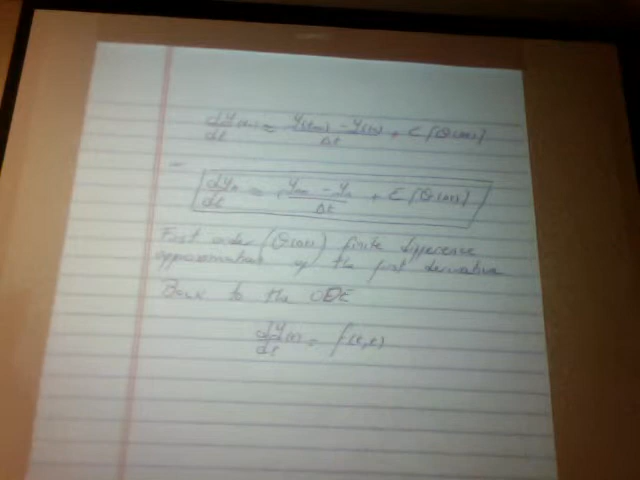 dy(tn)/dt ≈ y(tn+1) - y(tn)/Δt + E[O(Δt)]
dyn/dt ≈ yn+1 - yn/Δt + E[O(Δt)]
First order (O(Δt)) finite difference
approximation of the first derivative
Back to the ODE
dy(t)/dt = f(t,t)